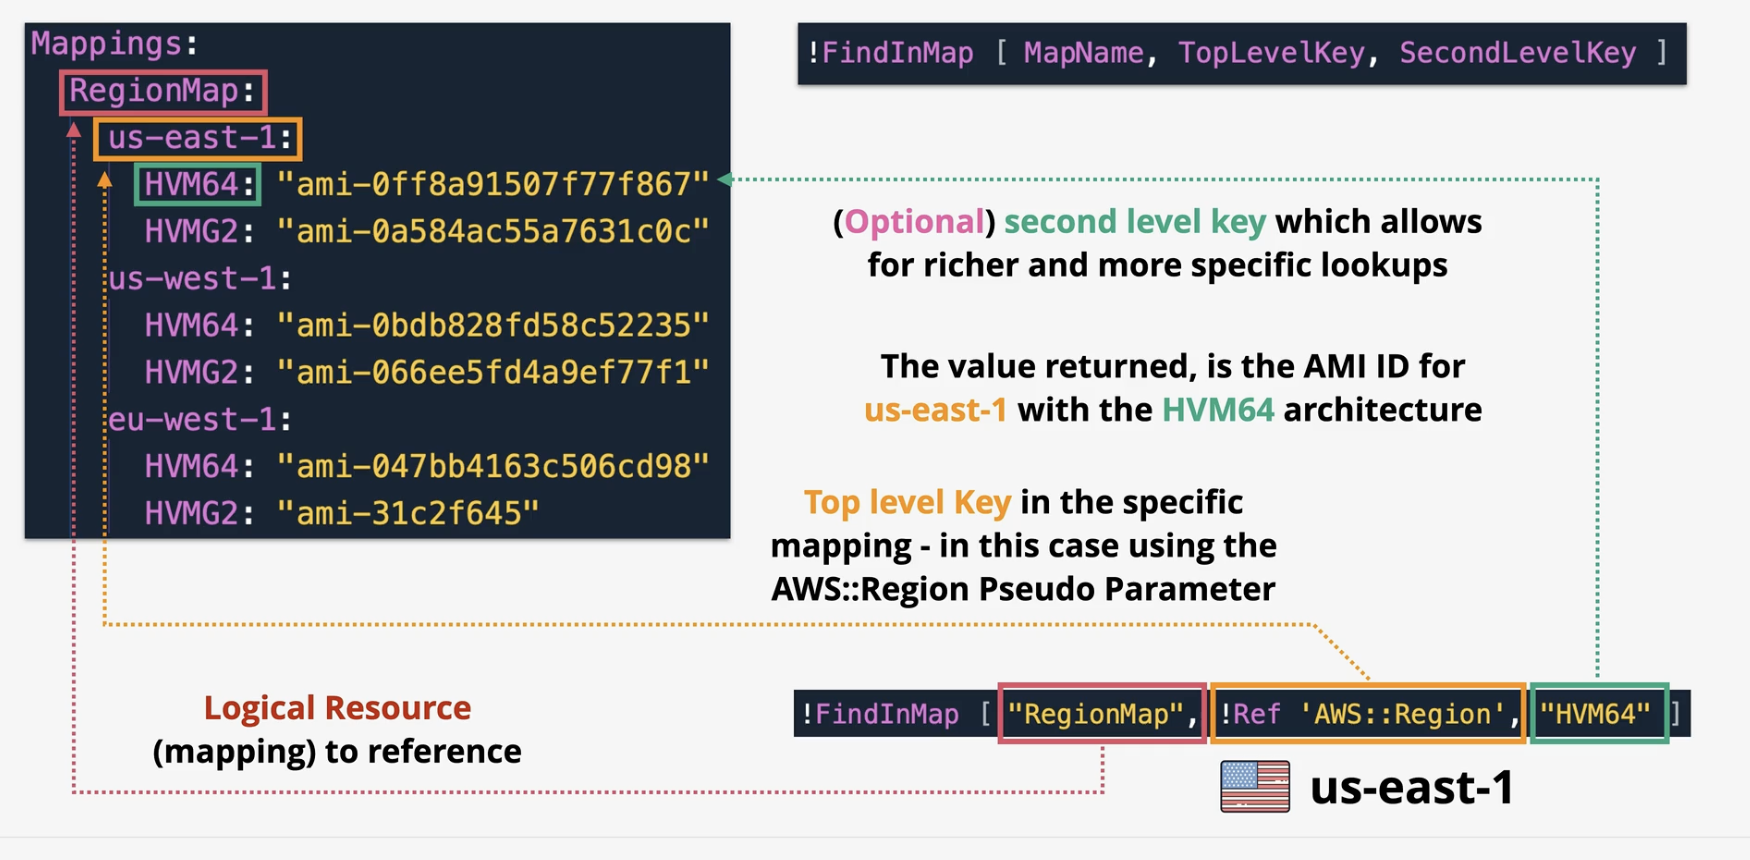 Mappings:
RegionMap:
us-east-1:
HVM64: "ami-0ff8a91507f77f867"
HVMG2: "ami-0a584ac55a7631c0c"
us-west-1:
HVM64: "ami-0bdb828fd58c52235"
HVMG2: "ami-066ee5fd4a9ef77f1"
eu-west-1:
HVM64: "ami-047bb4163c506cd98"
HVMG2: "ami-31c2f645"
!FindInMap [ MapName, TopLevelKey, SecondLevelKey ]
(Optional) second level key which allows
for richer and more specific lookups
The value returned, is the AMI ID for
us-east-1 with the HVM64 architecture
Top level Key in the specific
mapping - in this case using the
AWS::Region Pseudo Parameter
Logical Resource
(mapping) to reference
!FindInMap [ "RegionMap", !Ref 'AWS::Region', "HVM64" ]
us-east-1